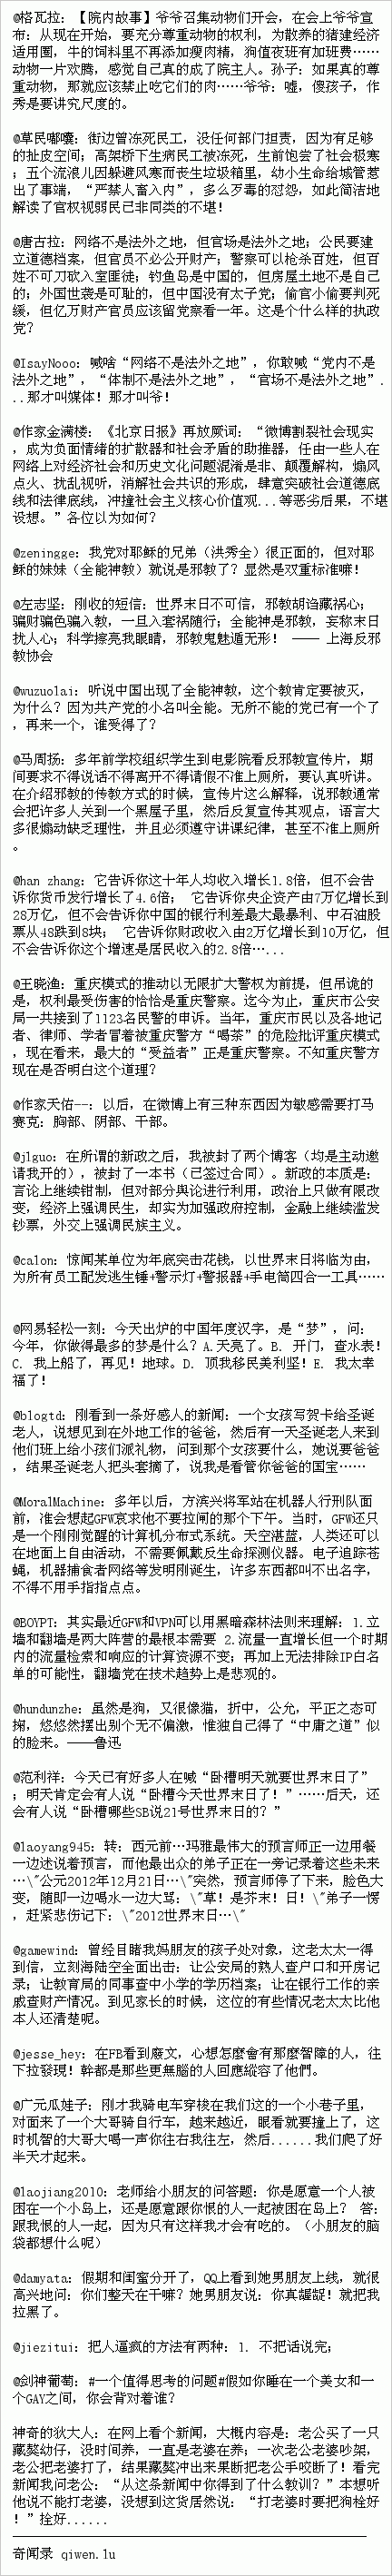 @格瓦拉：【院内故事】爷爷召集动物们开会，在会上爷爷宣
布：从现在开始，要充分尊重动物的权利，为散养的猪建经济
适用圈，牛的饲料里不再添加瘦肉精，狗值夜班有加班费……
动物一片欢腾，感觉自己真的成了院主人。孙子：如果真的尊
重动物，那就应该禁止吃它们的肉……爷爷：嘘，傻孩子，作
秀是要讲究尺度的。
@草民嘟囔：街边曾冻死民工，没任何部门担责，因为有足够
的扯皮空间；高架桥下生病民工被冻死，生前饱尝了社会极寒
；五个流浪儿因躲避风寒而丧生垃圾箱里，幼小生命给城管惹
出了事端，“严禁人畜入内”，多么歹毒的怼怨，如此简洁地
解读了官权视弱民已非同类的不堪！
@唐古拉：网络不是法外之地，但官场是法外之地；公民要建
立道德档案，但官员不必公开财产；警察可以枪杀百姓，但百
姓不可刀砍入室匪徒；钓鱼岛是中国的，但房屋土地不是自己
的；外国世袭是可耻的，但中国没有太子党；偷官小偷要判死
缓，但亿万财产官员应该留党察看一年。这是个什么样的执政
党？
@IsayNooo：喊啥“网络不是法外之地”，你敢喊“党内不是
法外之地”，“体制不是法外之地”，“官场不是法外之地”.
..那才叫媒体！那才叫爷！
@作家金满楼：《北京日报》再放厥词：“微博割裂社会现实
，成为负面情绪的扩散器和社会矛盾的助推器，任由一些人在
网络上对经济社会和历史文化问题混淆是非、颠覆解构，煽风
点火、扰乱视听，消解社会共识的形成，肆意突破社会道德底
线和法律底线，冲撞社会主义核心价值观...等恶劣后果，不堪
设想。”各位以为如何？
@zeningge：我党对耶稣的兄弟（洪秀全）很正面的，但对耶
稣的妹妹（全能神教）就说是邪教了？显然是双重标准嘛！
@左志坚：刚收的短信：世界末日不可信，邪教胡诌藏祸心；
骗财骗色骗入教，一旦入套祸随行；全能神是邪教，妄称末日
扰人心；科学擦亮我眼睛，邪教鬼魅遁无形！ —— 上海反邪
教协会
@wuzuolai：听说中国出现了全能神教，这个教肯定要被灭，
为什么？因为共产党的小名叫全能。无所不能的党已有一个了
，再来一个，谁受得了？
@马周扬：多年前学校组织学生到电影院看反邪教宣传片，期
间要求不得说话不得离开不得请假不准上厕所，要认真听讲。
在介绍邪教的传教方式的时候，宣传片这么解释，说邪教通常
会把许多人关到一个黑屋子里，然后反复宣传其观点，语言大
多很煽动缺乏理性，并且必须遵守讲课纪律，甚至不准上厕所
。
@han zhang：它告诉你这十年人均收入增长1.8倍，但不会告
诉你货币发行增长了4.6倍； 它告诉你央企资产由7万亿增长到
28万亿，但不会告诉你中国的银行利差最大最暴利、中石油股
票从48跌到8块； 它告诉你财政收入由2万亿增长到10万亿，但
不会告诉你这个增速是居民收入的2.8倍…...
@王晓渔：重庆模式的推动以无限扩大警权为前提，但吊诡的
是，权利最受伤害的恰恰是重庆警察。迄今为止，重庆市公安
局一共接到了1123名民警的申诉。当年，重庆市民以及各地记
者、律师、学者冒着被重庆警方“喝茶”的危险批评重庆模式
，现在看来，最大的“受益者”正是重庆警察。不知重庆警方
现在是否明白这个道理？
@作家天佑--：以后，在微博上有三种东西因为敏感需要打马
赛克：胸部、阴部、干部。
@jlguo：在所谓的新政之后，我被封了两个博客（均是主动邀
请我开的），被封了一本书（已签过合同）。新政的本质是：
言论上继续钳制，但对部分舆论进行利用，政治上只做有限改
变，经济上强调民生，却实为加强政府控制，金融上继续滥发
钞票，外交上强调民族主义。
@calon：惊闻某单位为年底突击花钱，以世界末日将临为由，
为所有员工配发逃生锤+警示灯+警报器+手电筒四合一工具……
@网易轻松一刻：今天出炉的中国年度汉字，是“梦”，问：
今年，你做得最多的梦是什么？A.天亮了。B. 开门，查水表！
C. 我上船了，再见！地球。D. 顶我移民美利坚！E. 我太幸
福了！
@blogtd：刚看到一条好感人的新闻：一个女孩写贺卡给圣诞
老人，说想见到在外地工作的爸爸，然后有一天圣诞老人来到
他们班上给小孩们派礼物，问到那个女孩要什么，她说要爸爸
，结果圣诞老人把头套摘了，说我是看管你爸爸的国宝……
@MoralMachine：多年以后，方滨兴将军站在机器人行刑队面
前，准会想起GFW哀求他不要拉闸的那个下午。当时，GFW还只
是一个刚刚觉醒的计算机分布式系统。天空湛蓝，人类还可以
在地面上自由活动，不需要佩戴反生命探测仪器。电子追踪苍
蝇，机器捕食者网络等发明刚诞生，许多东西都叫不出名字，
不得不用手指指点点。
@BOYPT：其实最近GFW和VPN可以用黑暗森林法则来理解：1.立
墙和翻墙是两大阵营的最根本需要 2.流量一直增长但一个时期
内的流量检索和响应的计算资源不变；再加上无法排除IP白名
单的可能性，翻墙党在技术趋势上是悲观的。
@hundunzhe：虽然是狗，又很像猫，折中，公允，平正之态可
掬，悠悠然摆出别个无不偏激，惟独自己得了“中庸之道”似
的脸来。——鲁迅
@范利祥：今天已有好多人在喊“卧槽明天就要世界末日了”
；明天肯定会有人说“卧槽今天世界末日了！”……后天，还
会有人说“卧槽哪些SB说21号世界末日的？”
@laoyang945：转：西元前…玛雅最伟大的预言师正一边用餐
一边述说着预言，而他最出众的弟子正在一旁记录着这些未来
…\"公元2012年12月21日…\"突然，预言师停了下来，脸色大
变，随即一边喝水一边大骂：\"草！是芥末！日！\"弟子一愣
，赶紧悲伤记下：\"2012世界末日…\"
@gamewind：曾经目睹我妈朋友的孩子处对象，这老太太一得
到信，立刻海陆空全面出击：让公安局的熟人查户口和开房记
录；让教育局的同事查中小学的学历档案；让在银行工作的亲
戚查财产情况。到见家长的时候，这位的有些情况老太太比他
本人还清楚呢。
@jesse_hey：在FB看到废文，心想怎麼會有那麼智障的人，往
下拉發現！幹都是那些更無腦的人回應縱容了他們。
@广元瓜娃子：刚才我骑电车穿梭在我们这的一个小巷子里，
对面来了一个大哥骑自行车，越来越近，眼看就要撞上了，这
时机智的大哥大喝一声你往右我往左，然后......我们爬了好
半天才起来。
@laojiang2010：老师给小朋友的问答题：你是愿意一个人被
困在一个小岛上，还是愿意跟你恨的人一起被困在岛上？ 答：
跟我恨的人一起，因为只有这样我才会有吃的。（小朋友的脑
袋都想什么呢）
@damyata：假期和闺蜜分开了，QQ上看到她男朋友上线，就很
高兴地问：你们整天在干嘛？她男朋友说：你真龌龊！就把我
拉黑了。
@jiezitui：把人逼疯的方法有两种：1. 不把话说完；
@剑神葡萄：#一个值得思考的问题#假如你睡在一个美女和一
个GAY之间，你会背对着谁？
神奇的狄大人：在网上看个新闻，大概内容是：老公买了一只
藏獒幼仔，没时间养，一直是老婆在养；一次老公老婆吵架，
老公把老婆打了，结果藏獒冲出来果断把老公手咬断了！看完
新闻我问老公：“从这条新闻中你得到了什么教训？”本想听
他说不能打老婆，没想到这货居然说：“打老婆时要把狗栓好
！”拴好......
奇闻录 qiwen.lu